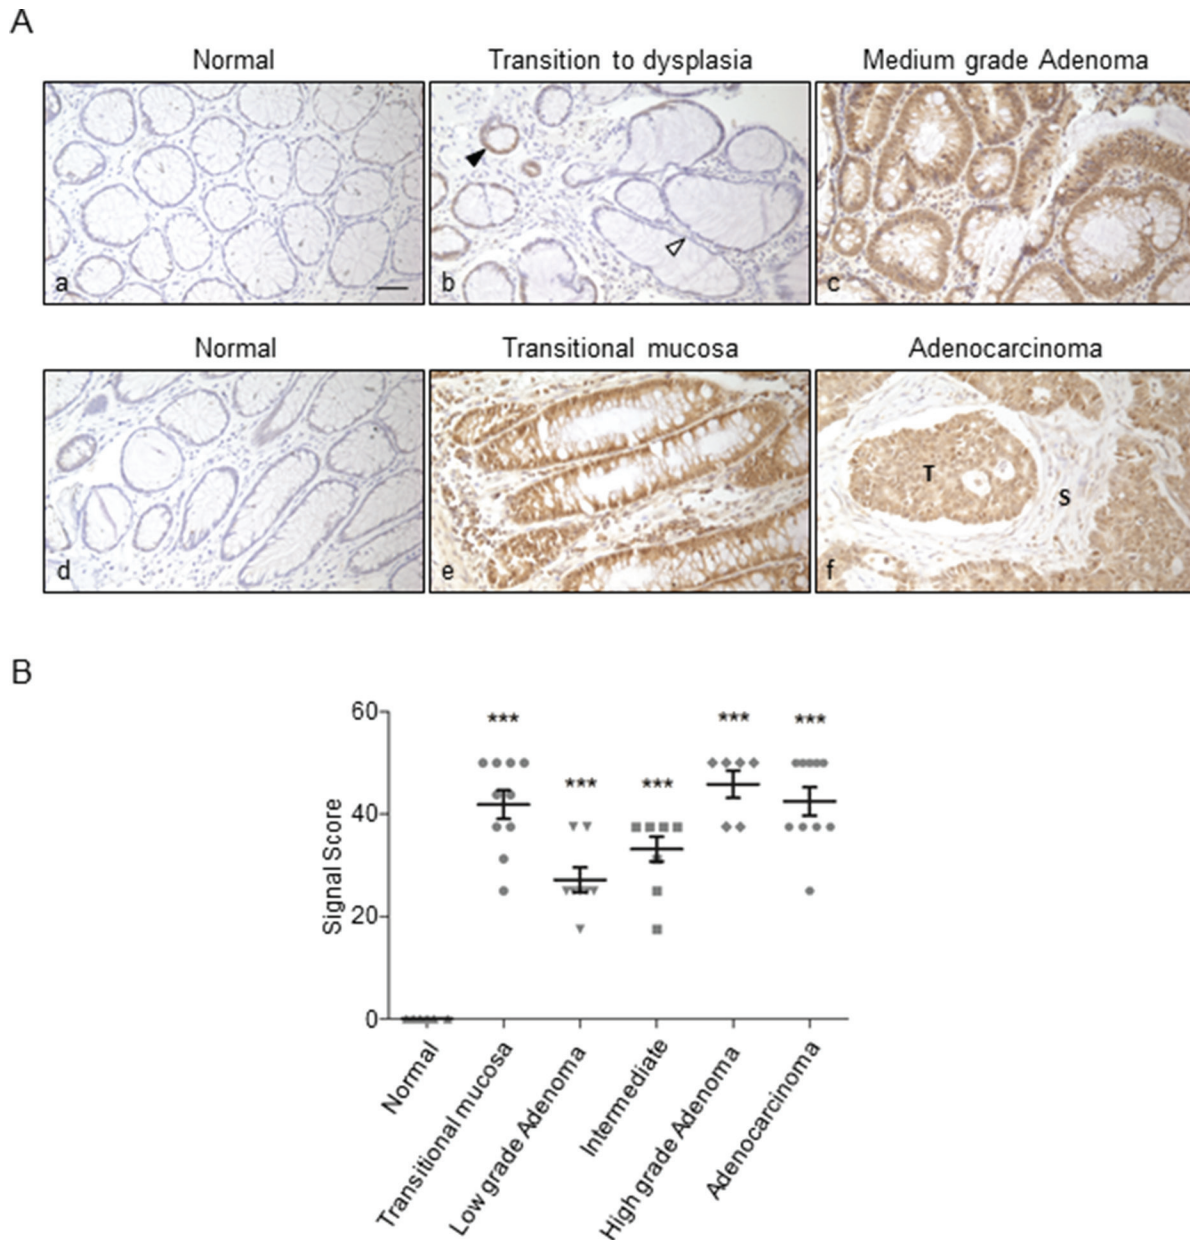 A
Normal
Transition to dysplasia
Medium grade Adenoma
a
b
c
Normal
Transitional mucosa
Adenocarcinoma
d
e
T
S
f
B
Signal Score
60
40
20
0
***
***
***
***
***
Normal
Transitional mucosa
Low grade Adenoma
Intermediate
High grade Adenoma
Adenocarcinoma